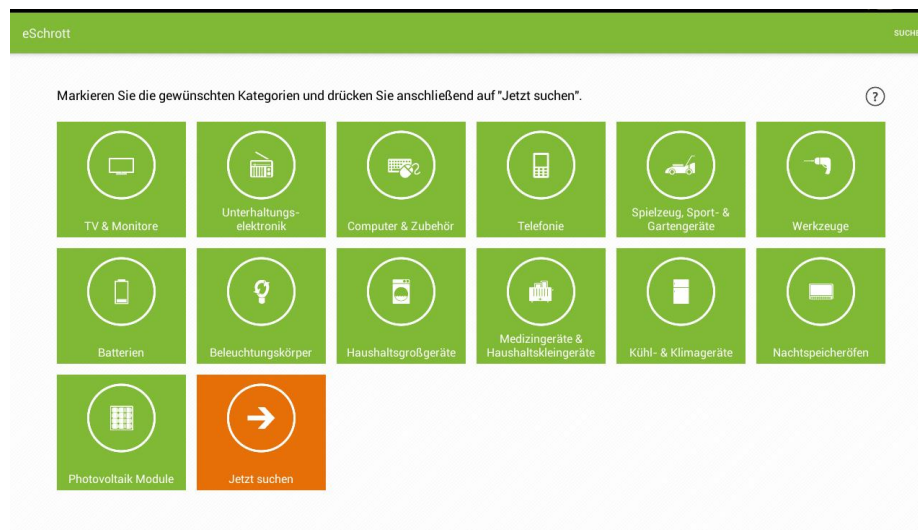 eSchrott
SUCHE
Markieren Sie die gewünschten Kategorien und drücken Sie anschließend auf "Jetzt suchen".
?
TV & Monitore
Unterhaltungs-
elektronik
Computer & Zubehör
Telefonie
Spielzeug, Sport- &
Gartengeräte
Werkzeuge
Batterien
Beleuchtungskörper
Haushaltsgroßgeräte
Medizingeräte &
Haushaltskleingeräte
Kühl- & Klimageräte
Nachtspeicheröfen
Photovoltaik Module
Jetzt suchen